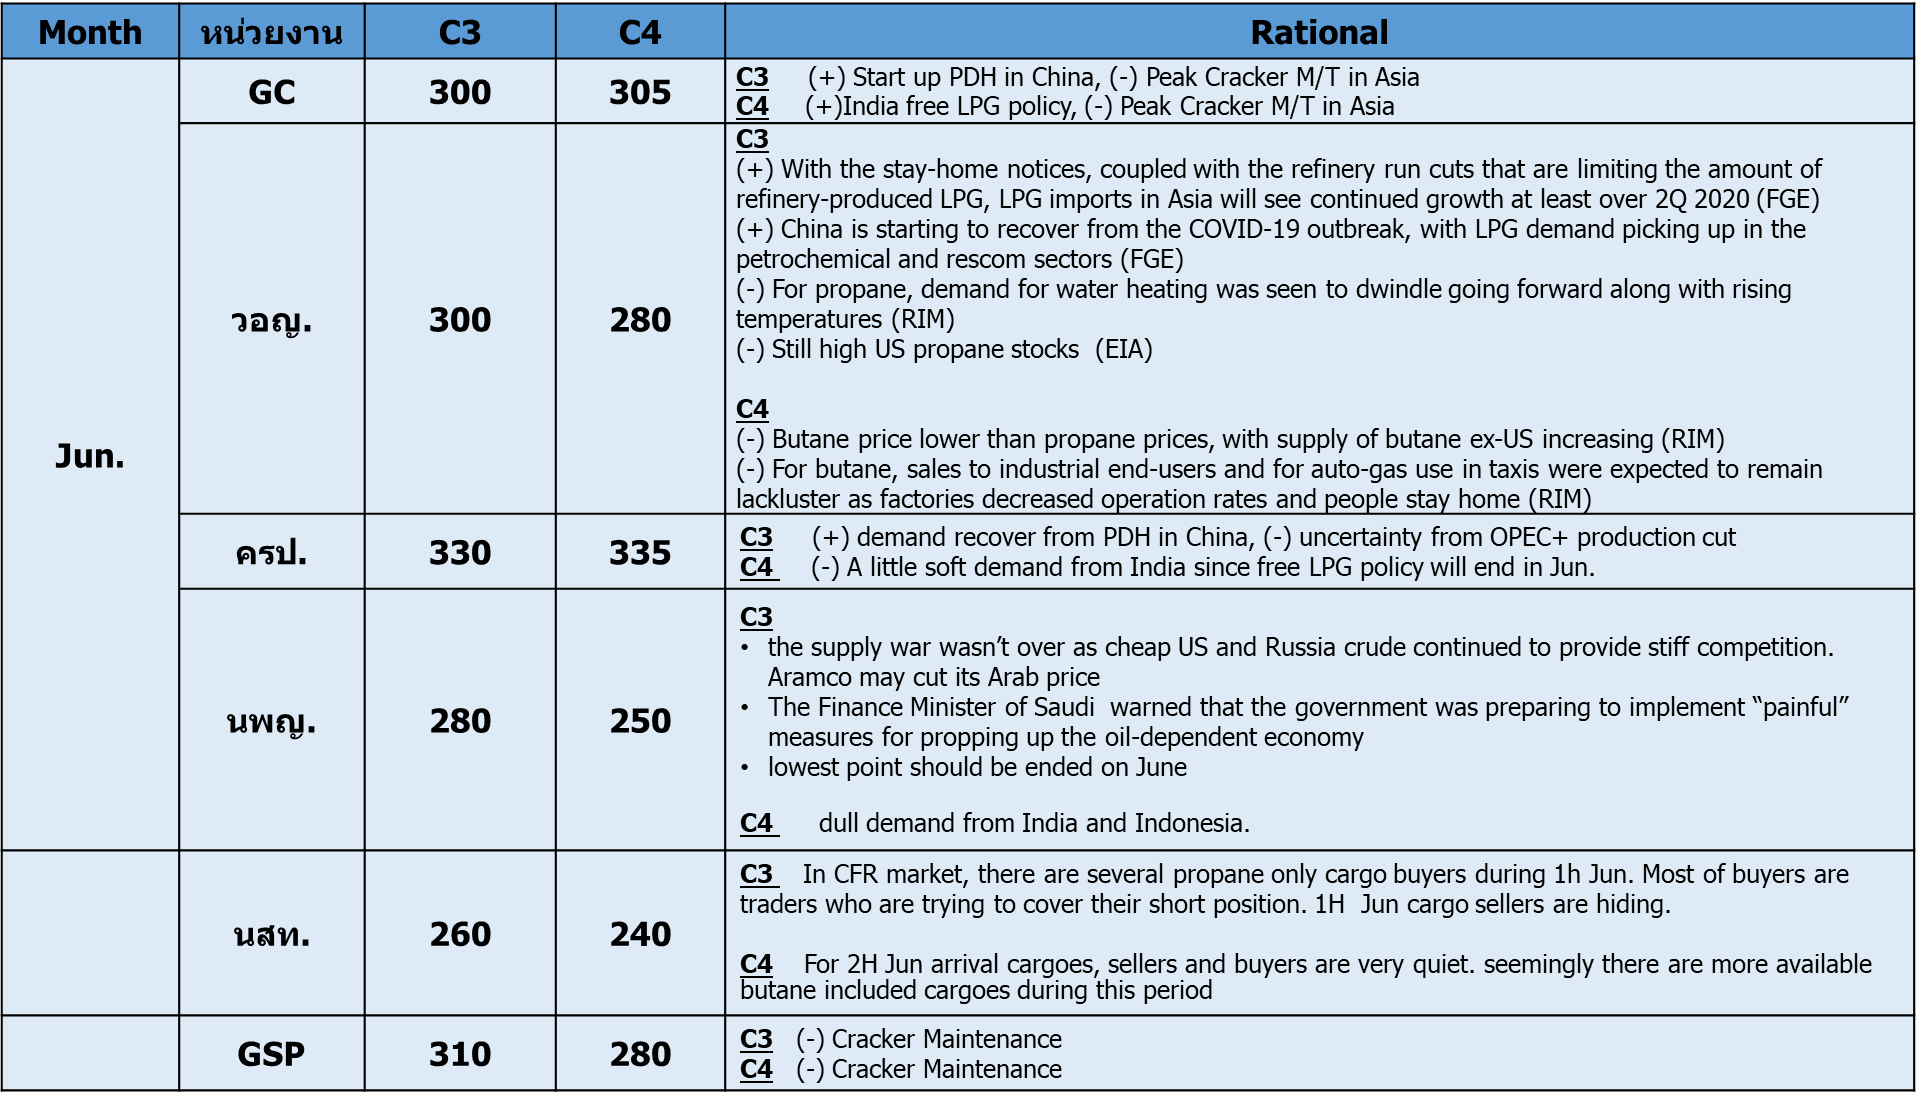 Month หน่วยงาน C3 C4 Rational
Jun.
GC 300 305
C3 (+) Start up PDH in China, (-) Peak Cracker M/T in Asia
C4 (+)India free LPG policy, (-) Peak Cracker M/T in Asia
วอญ. 300 280
C3
(+) With the stay-home notices, coupled with the refinery run cuts that are limiting the amount of
refinery-produced LPG, LPG imports in Asia will see continued growth at least over 2Q 2020 (FGE)
(+) China is starting to recover from the COVID-19 outbreak, with LPG demand picking up in the
petrochemical and rescom sectors (FGE)
(-) For propane, demand for water heating was seen to dwindle going forward along with rising
temperatures (RIM)
(-) Still high US propane stocks (EIA)
C4
(-) Butane price lower than propane prices, with supply of butane ex-US increasing (RIM)
(-) For butane, sales to industrial end-users and for auto-gas use in taxis were expected to remain
lackluster as factories decreased operation rates and people stay home (RIM)
ครป. 330 335
C3 (+) demand recover from PDH in China, (-) uncertainty from OPEC+ production cut
C4 (-) A little soft demand from India since free LPG policy will end in Jun.
นพญ. 280 250
C3
• the supply war wasn’t over as cheap US and Russia crude continued to provide stiff competition.
Aramco may cut its Arab price
• The Finance Minister of Saudi warned that the government was preparing to implement “painful”
measures for propping up the oil-dependent economy
• lowest point should be ended on June
C4 dull demand from India and Indonesia.
นสท. 260 240
C3 In CFR market, there are several propane only cargo buyers during 1h Jun. Most of buyers are
traders who are trying to cover their short position. 1H Jun cargo sellers are hiding.
C4 For 2H Jun arrival cargoes, sellers and buyers are very quiet. seemingly there are more available
butane included cargoes during this period
GSP 310 280
C3 (-) Cracker Maintenance
C4 (-) Cracker Maintenance